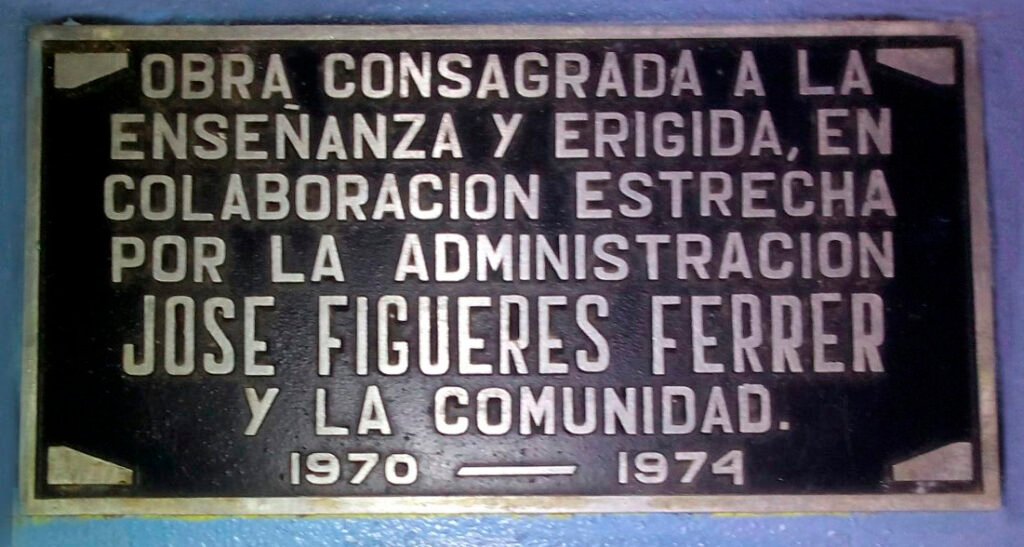 OBRA CONSAGRADA A LA
ENSEÑANZA Y ERIGIDA, EN
COLABORACION ESTRECHA
POR LA ADMINISTRACION
JOSE FIGUERES FERRER
Y LA COMUNIDAD.
1970 — 1974